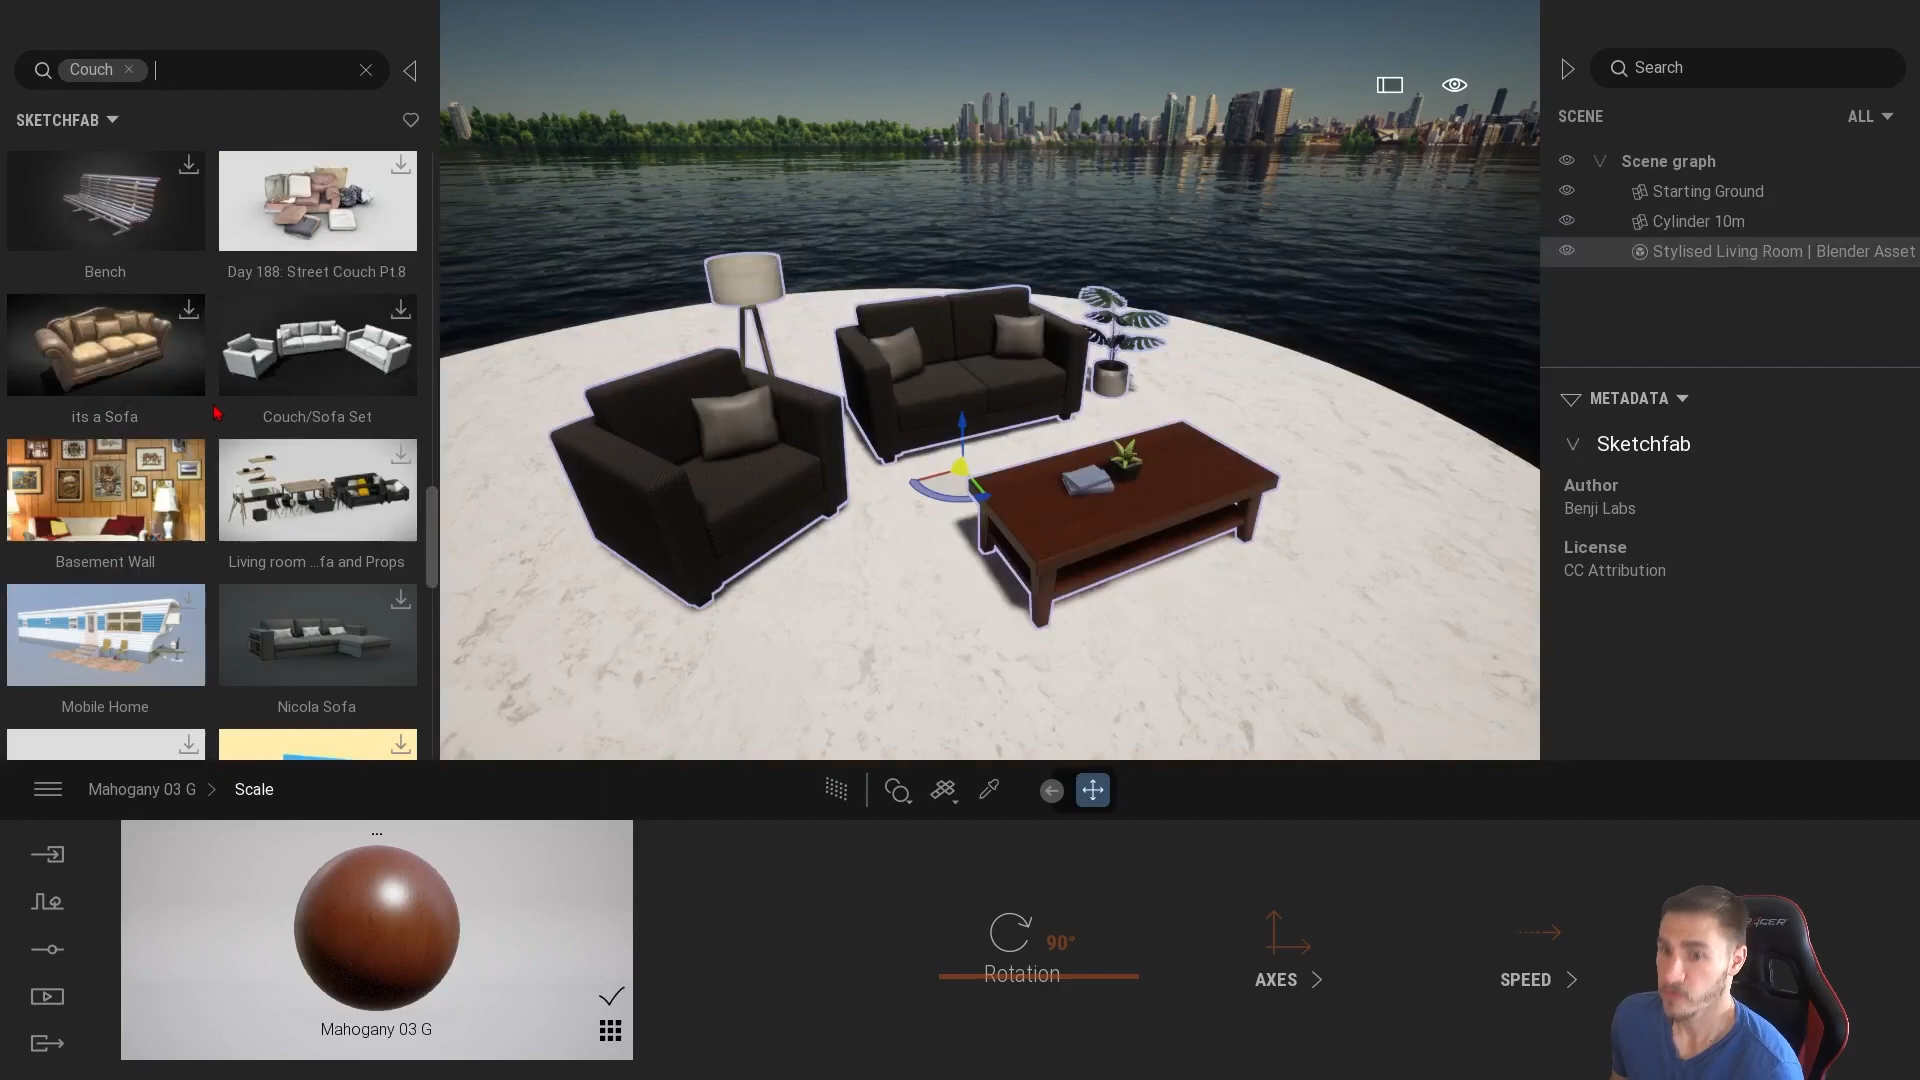 Couch
SKETCHFAB
Bench
Day 188: Street Couch Pt.8
its a Sofa
Couch/Sofa Set
Basement Wall
Living room ...fa and Props
Mobile Home
Nicola Sofa
Search
SCENE
ALL
Scene graph
Starting Ground
Cylinder 10m
Stylised Living Room | Blender Asset
METADATA
Sketchfab
Author
Benji Labs
License
CC Attribution
Mahogany 03 G
Scale
...
Mahogany 03 G
90°
Rotation
AXES
SPEED